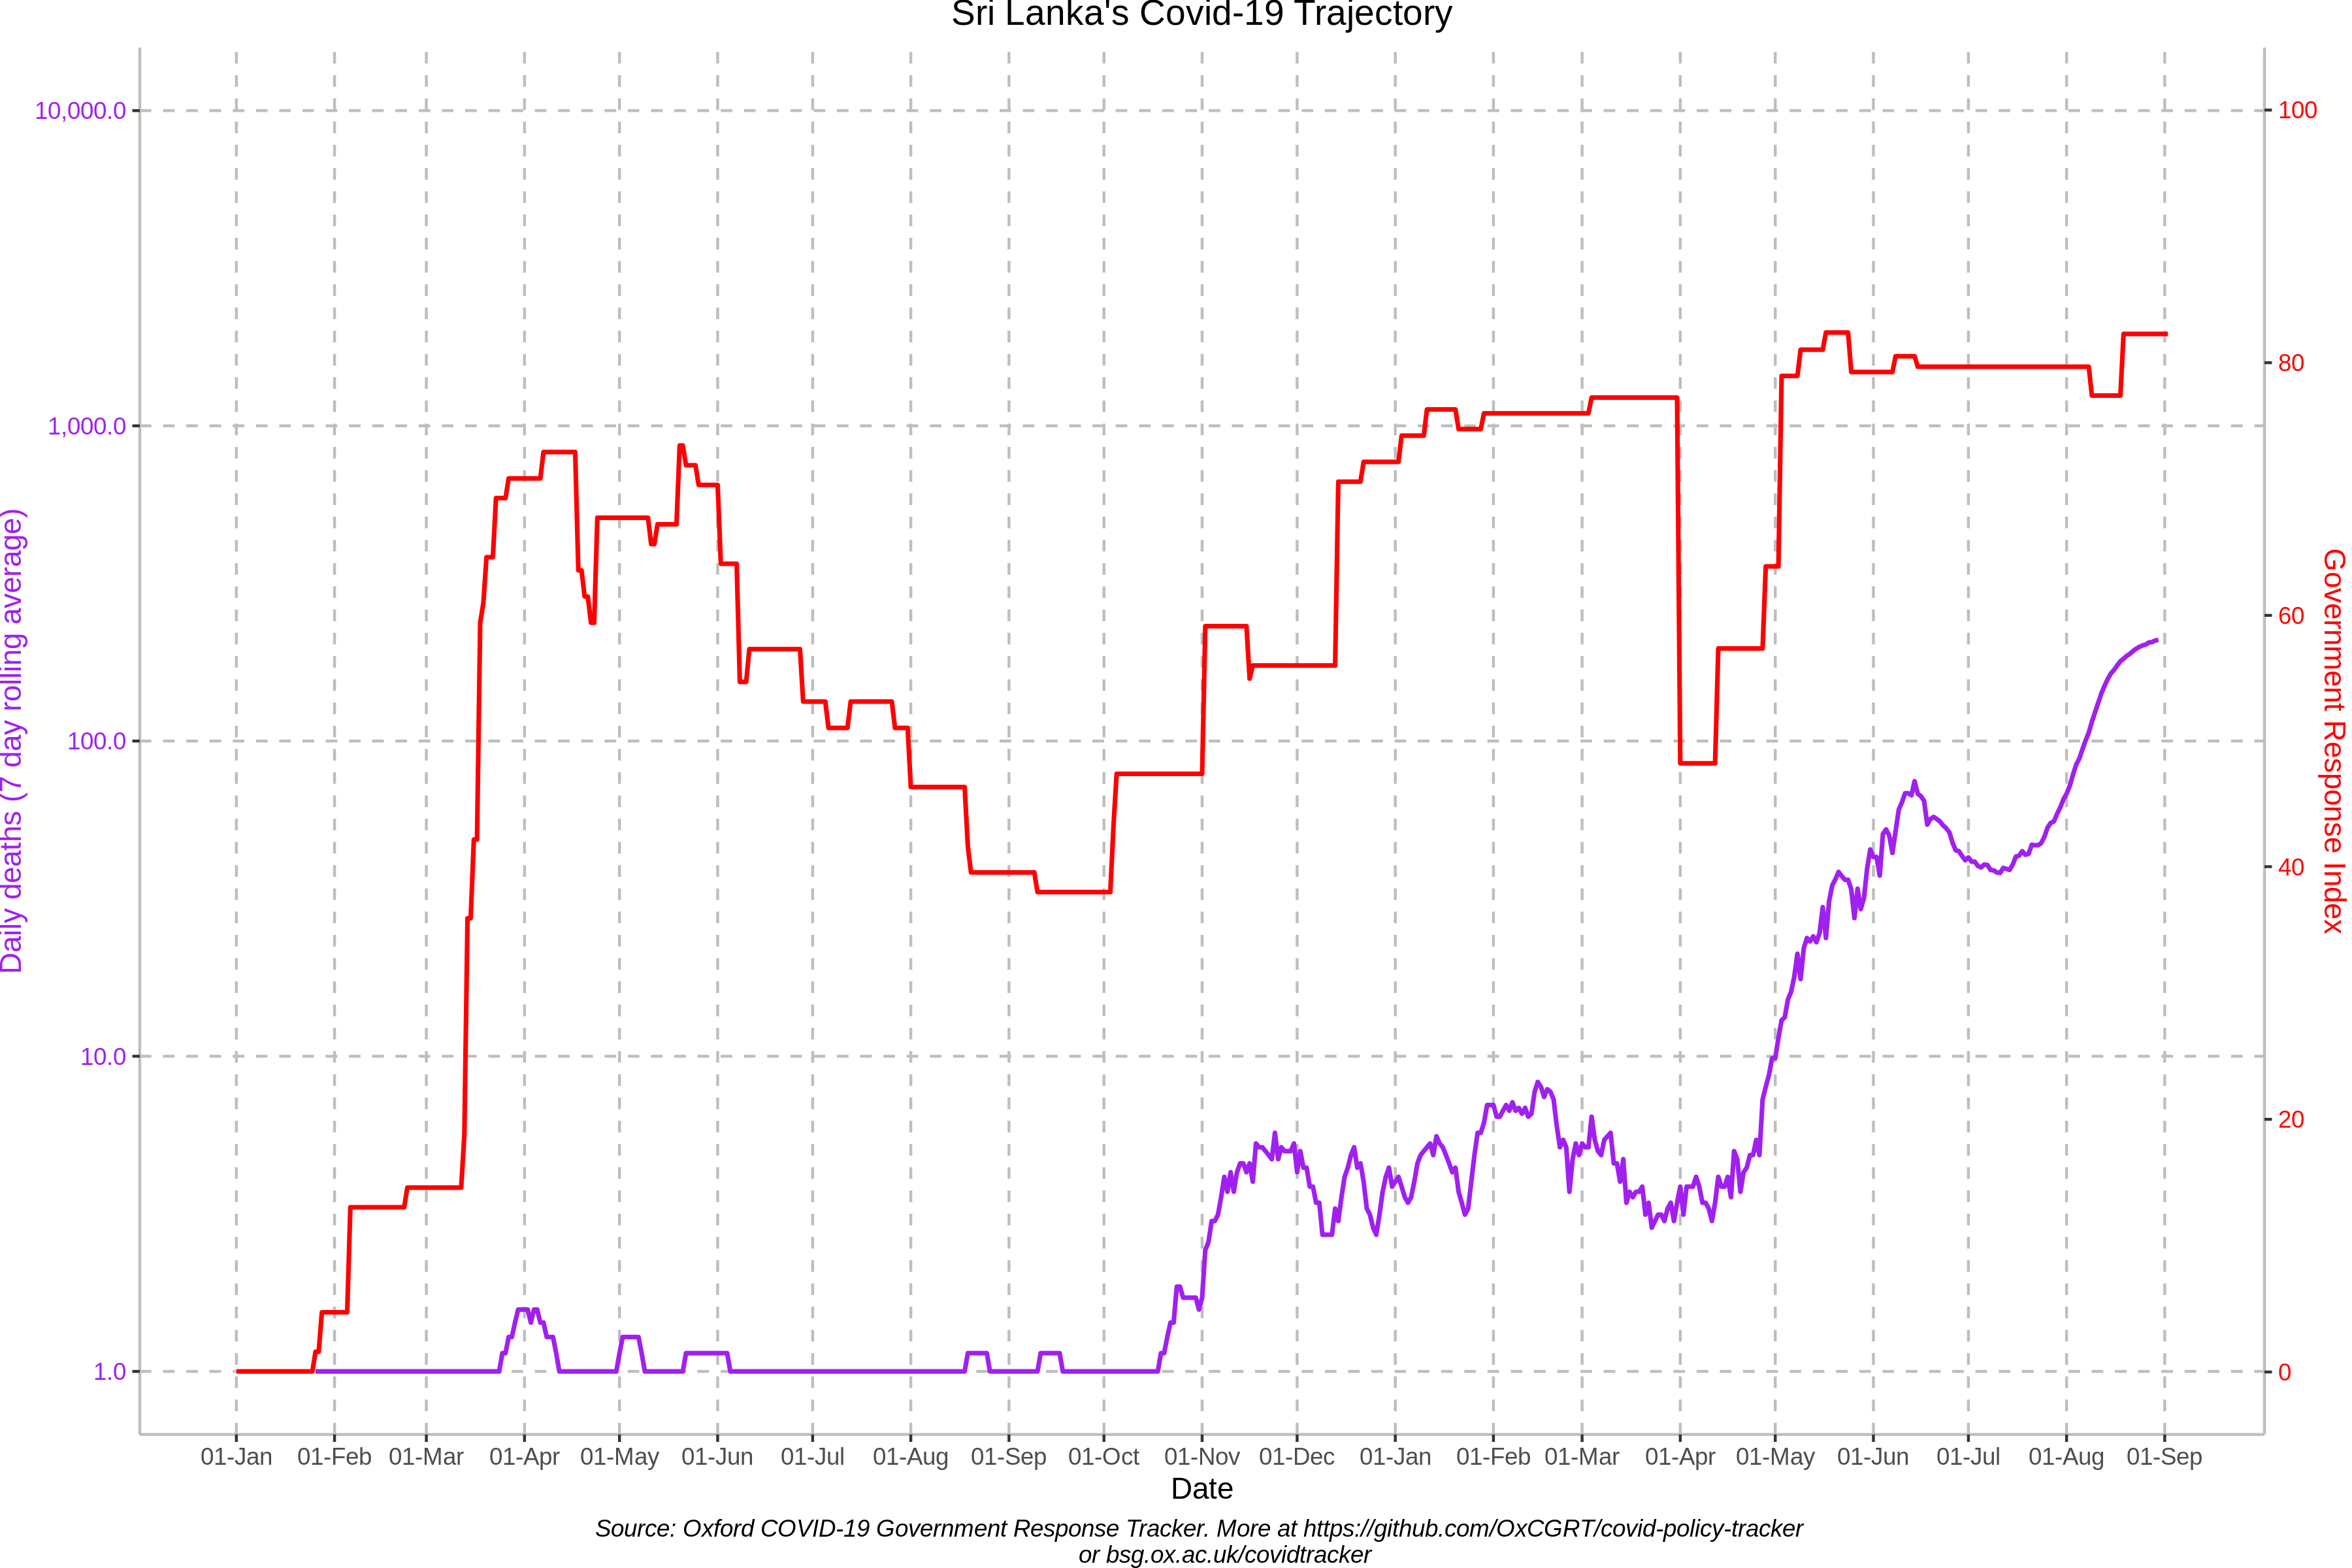 Sri Lanka's Covid-19 Trajectory
10,000.0
1,000.0
100.0
10.0
1.0
Daily deaths (7 day rolling average)
100
80
60
40
20
0
Government Response Index
01-Jan 01-Feb 01-Mar 01-Apr 01-May 01-Jun 01-Jul 01-Aug 01-Sep 01-Oct 01-Nov 01-Dec 01-Jan 01-Feb 01-Mar 01-Apr 01-May 01-Jun 01-Jul 01-Aug 01-Sep
Date
Source: Oxford COVID-19 Government Response Tracker. More at https://github.com/OxCGRT/covid-policy-tracker
or bsg.ox.ac.uk/covidtracker